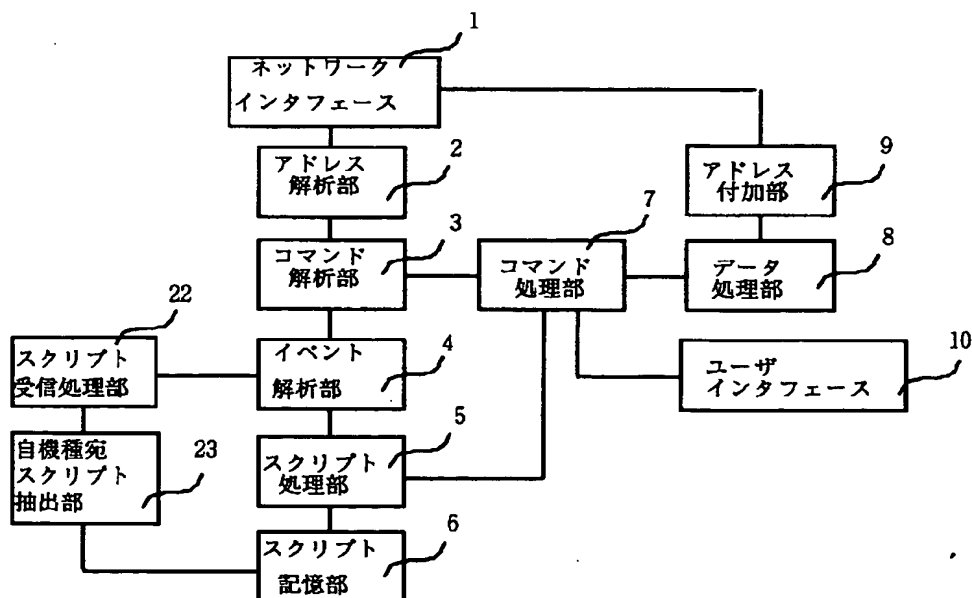 1
ネットワーク
インタフェース
アドレス
解析部
2
アドレス
付加部
9
コマンド
解析部
3
コマンド
処理部
7
データ
処理部
8
22
スクリプト
受信処理部
イベント
解析部
4
ユーザ
インタフェース
10
自機種宛
スクリプト
抽出部
23
スクリプト
処理部
5
スクリプト
記憶部
6